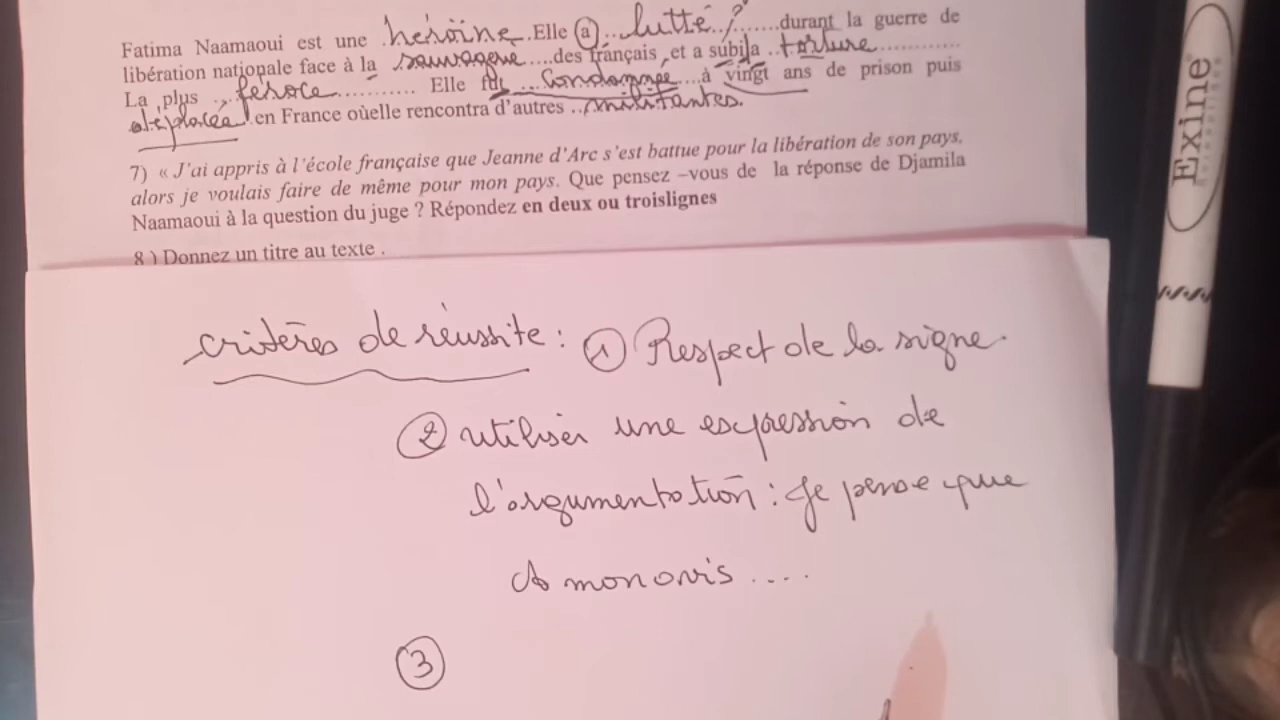 Fatima Naamaoui est une héroïne. Elle a lutté ? durant la guerre de
libération nationale face à la sauvagerie des français, et a subi la torture
La plus féroce Elle fut condamnée à vingt ans de prison puis
déplacée en France oùelle rencontra d'autres militantes.
7) « J'ai appris à l'école française que Jeanne d'Arc s'est battue pour la libération de son pays,
alors je voulais faire de même pour mon pays. Que pensez –vous de la réponse de Djamila
Naamaoui à la question du juge ? Répondez en deux ou troislignes
8 ) Donnez un titre au texte .
critères de réussite : 1 Respect de la signe.
2 utiliser une expression de
l'argumentation : Je pense que
A mon avis ....
3
Exine